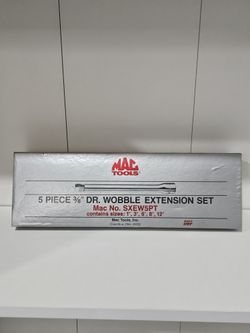 MAC
TOOLS
5 PIECE ⅜" DR. WOBBLE EXTENSION SET
Mac No. SXEW5PT
contains sizes: 1", 3", 6", 8", 12"
Mac Tools, Inc.